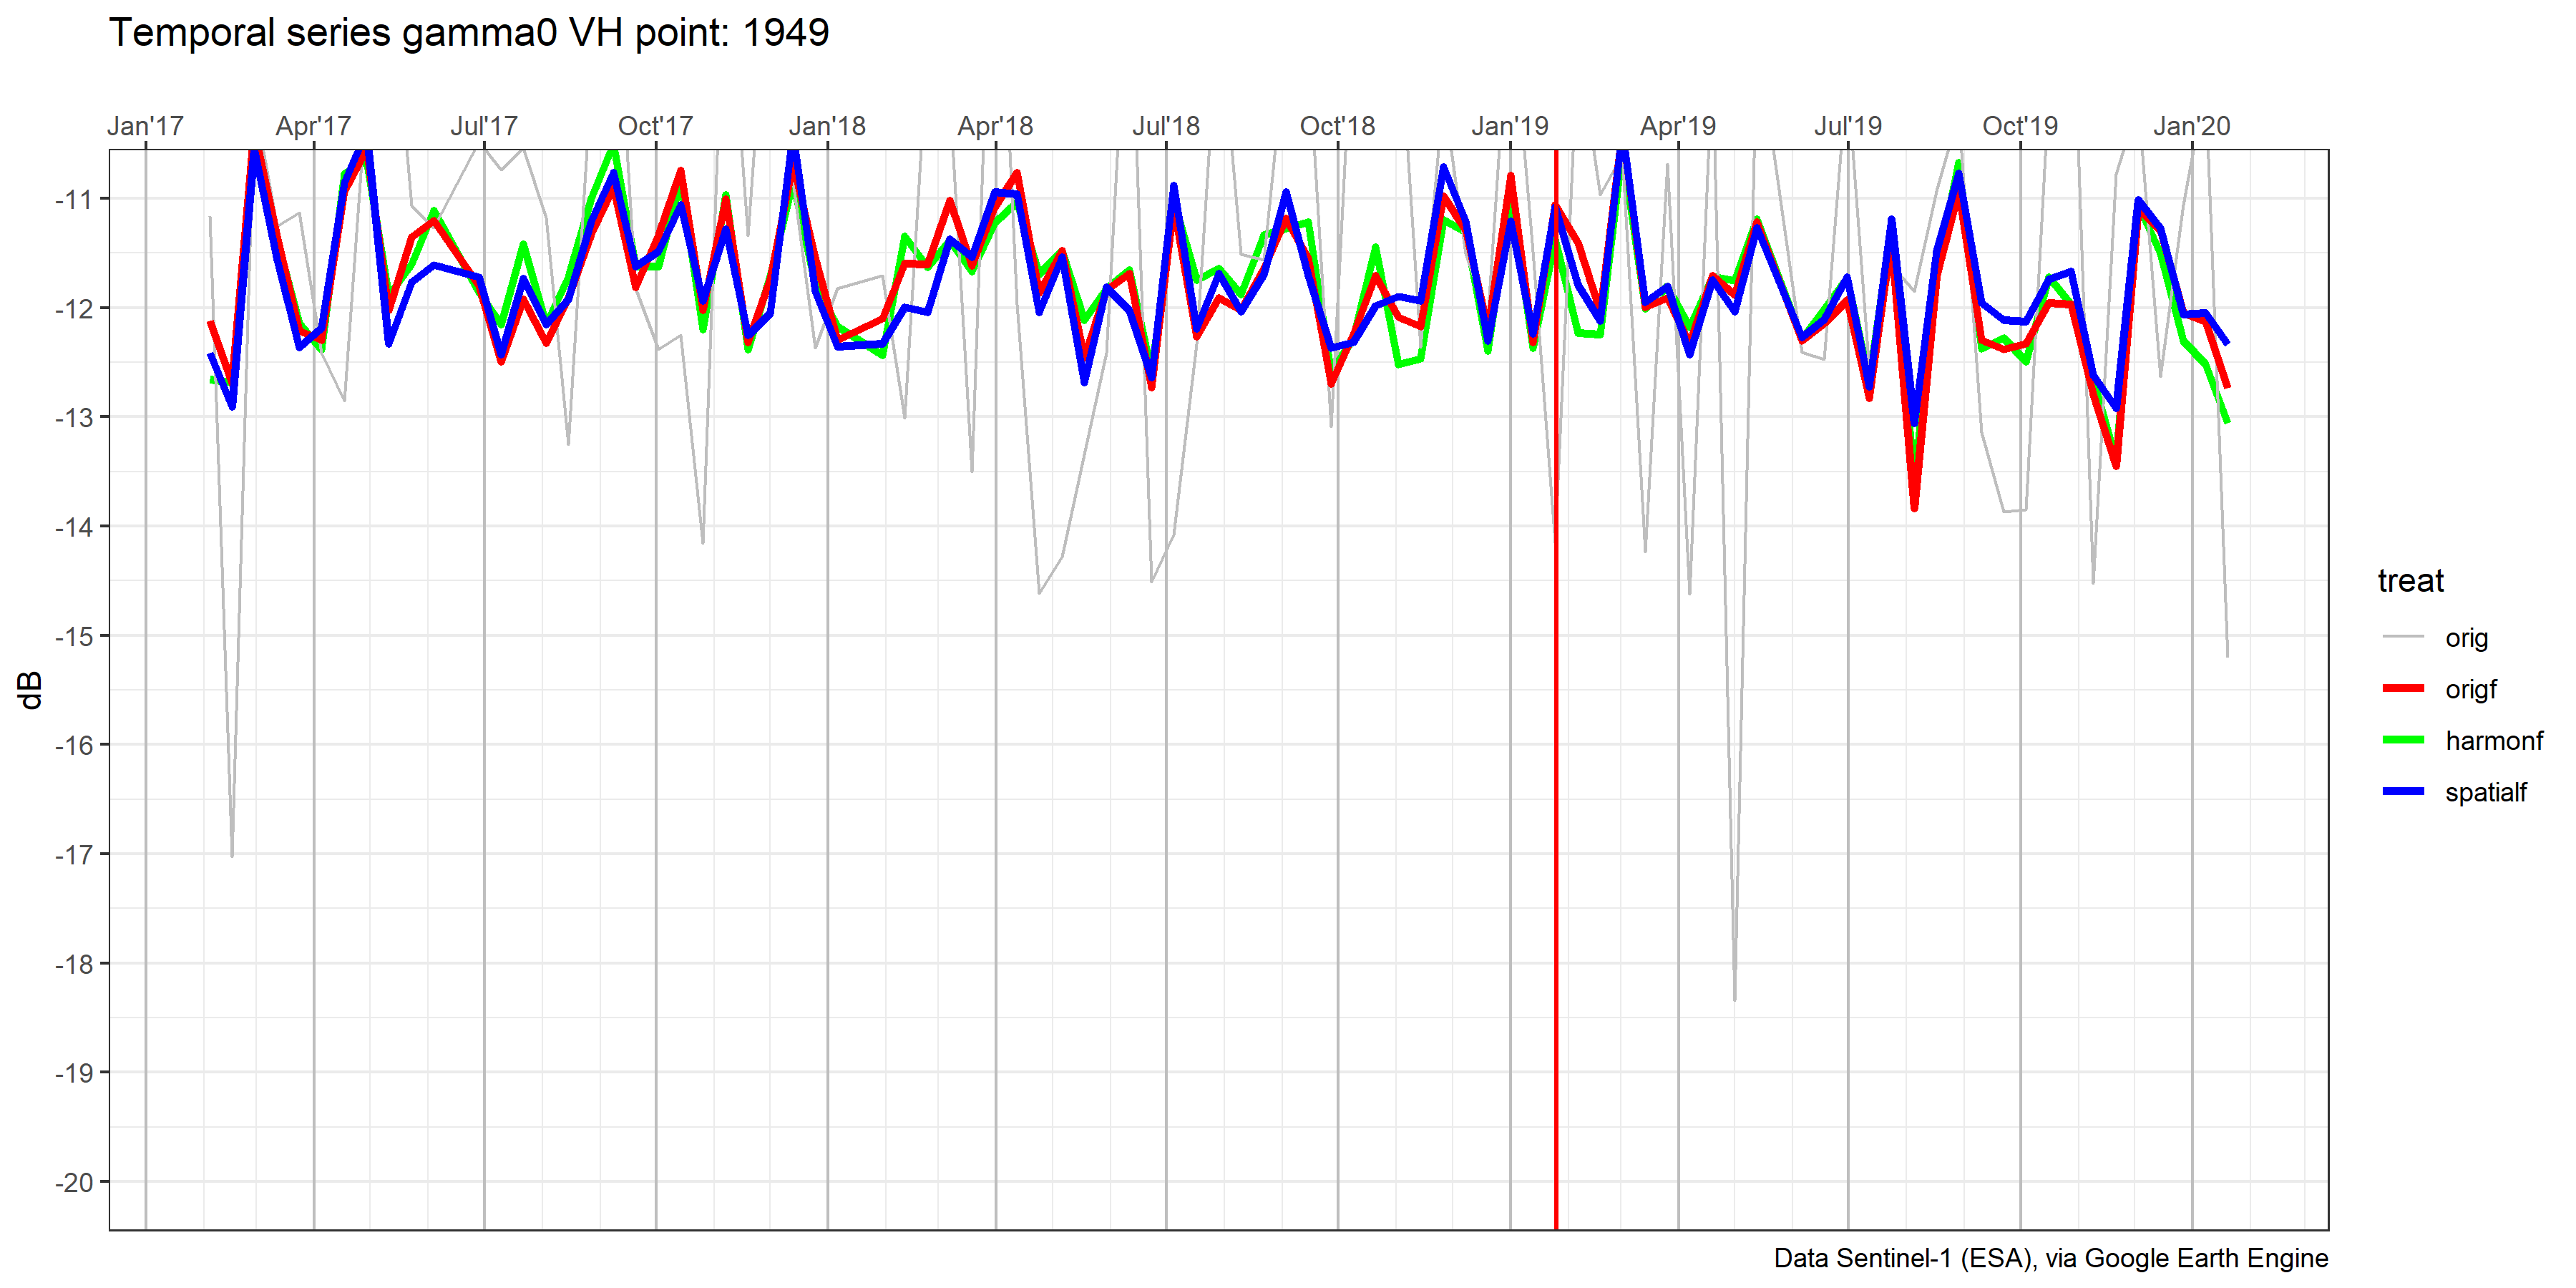 Temporal series gamma0 VH point: 1949
Jan'17 Apr'17 Jul'17 Oct'17 Jan'18 Apr'18 Jul'18 Oct'18 Jan'19 Apr'19 Jul'19 Oct'19 Jan'20
-11
-12
-13
-14
-15
-16
-17
-18
-19
-20
dB
treat
orig
origf
harmonf
spatialf
Data Sentinel-1 (ESA), via Google Earth Engine